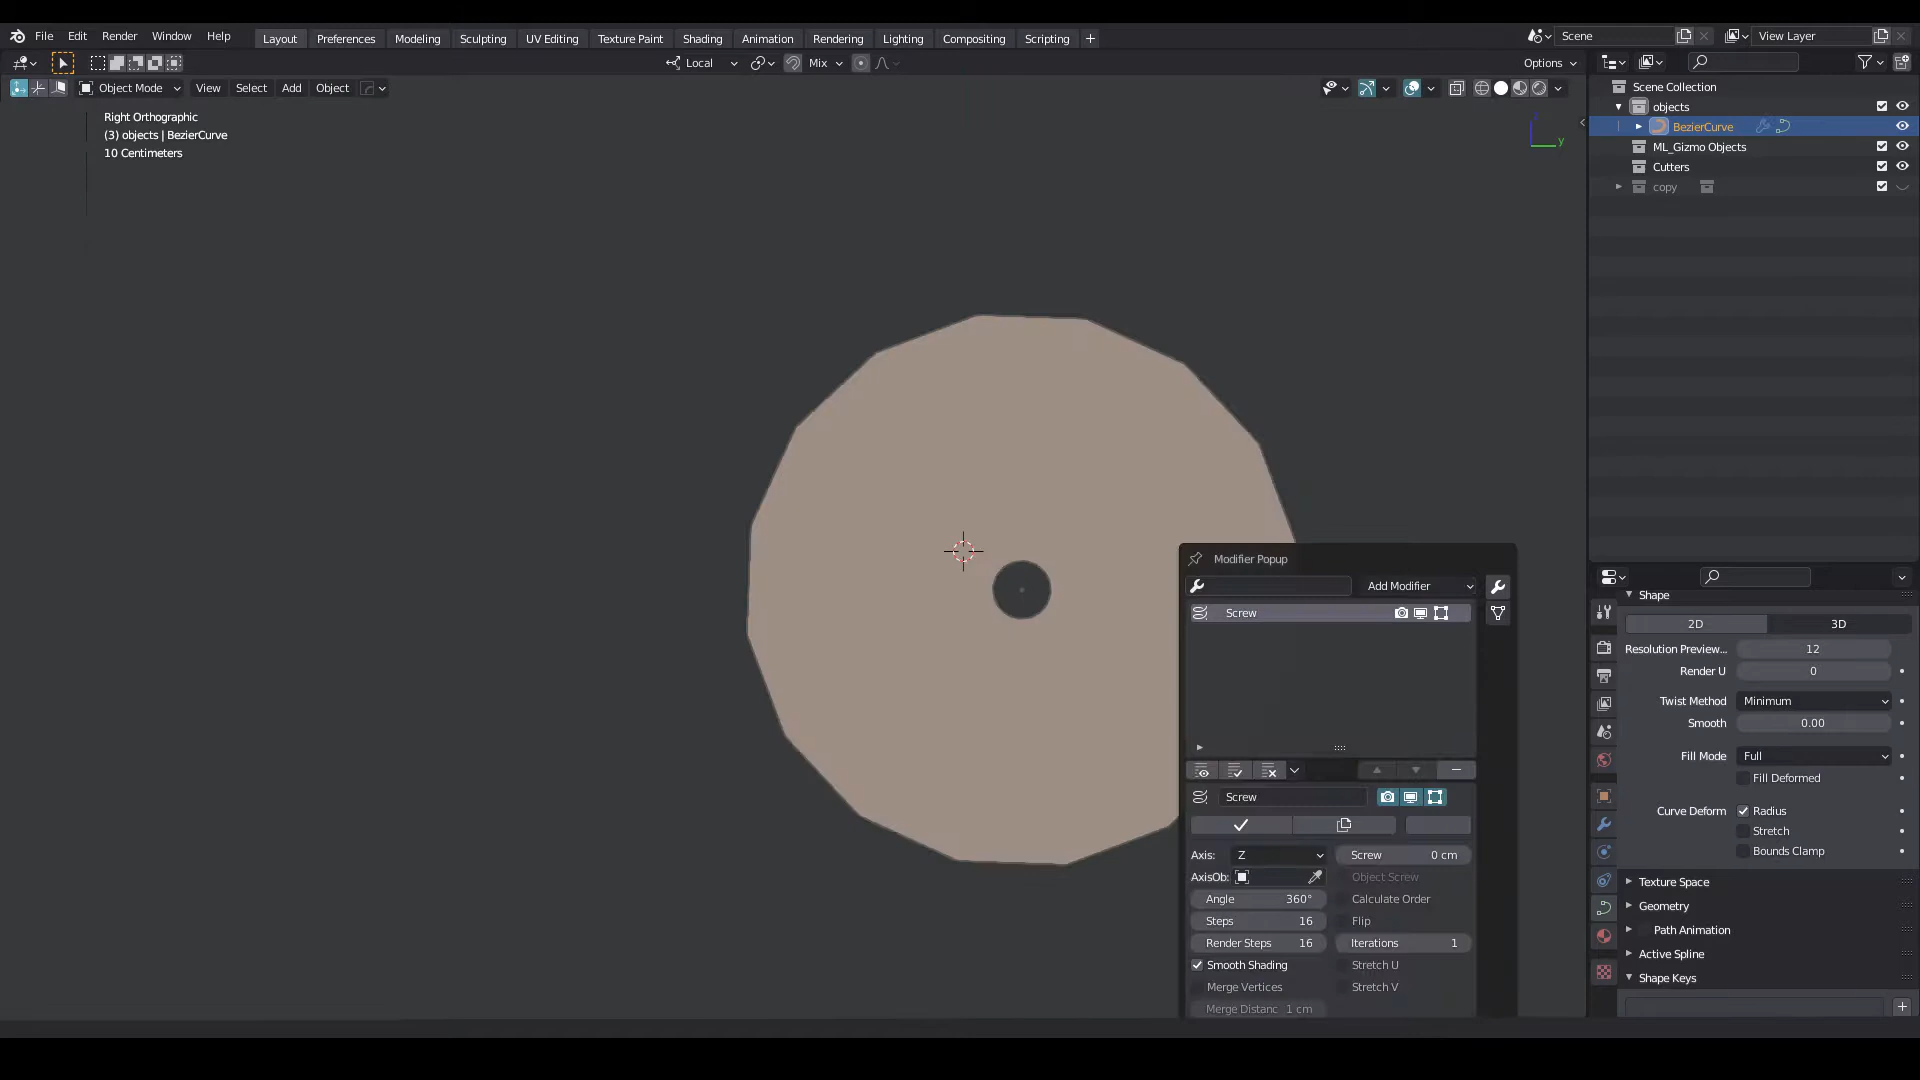 File Edit Render Window Help Layout Preferences Modeling Sculpting UV Editing Texture Paint Shading Animation Rendering Lighting Compositing Scripting + Scene View Layer
Local Mix Options
Object Mode View Select Add Object
Right Orthographic
(3) objects | BezierCurve
10 Centimeters
y
Scene Collection
objects
BezierCurve
ML_Gizmo Objects
Cutters
copy
Modifier Popup
Add Modifier
Screw
Screw
Axis: Z Screw 0 cm
AxisOb: Object Screw
Angle 360° Calculate Order
Steps 16 Flip
Render Steps 16 Iterations 1
Smooth Shading Stretch U
Merge Vertices Stretch V
Merge Distanc 1 cm
Shape
2D 3D
Resolution Preview... 12
Render U 0
Twist Method Minimum
Smooth 0.00
Fill Mode Full
Fill Deformed
Curve Deform Radius
Stretch
Bounds Clamp
Texture Space
Geometry
Path Animation
Active Spline
Shape Keys